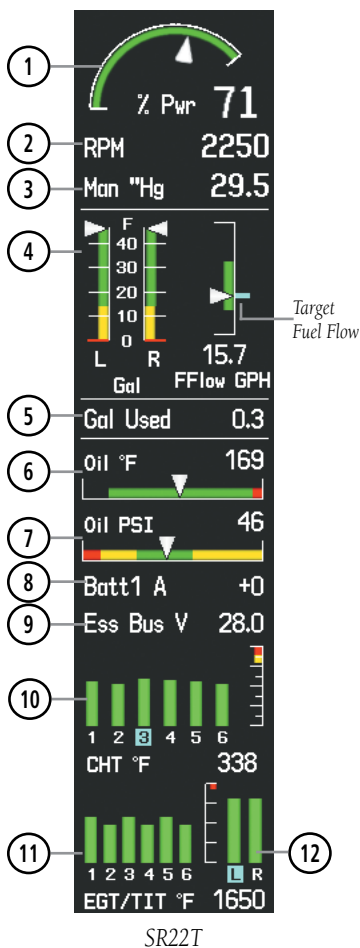 1
% Pwr 71
2
RPM 2250
3
Man "Hg 29.5
4
F
40
30
20
10
0
L R
Gal
15.7
FFlow GPH
Target
Fuel Flow
5
Gal Used 0.3
6
Oil °F 169
7
Oil PSI 46
8
Batt1 A +0
9
Ess Bus V 28.0
10
1 2 3 4 5 6
CHT °F 338
11
12
1 2 3 4 5 6 L R
EGT/TIT °F 1650
SR22T